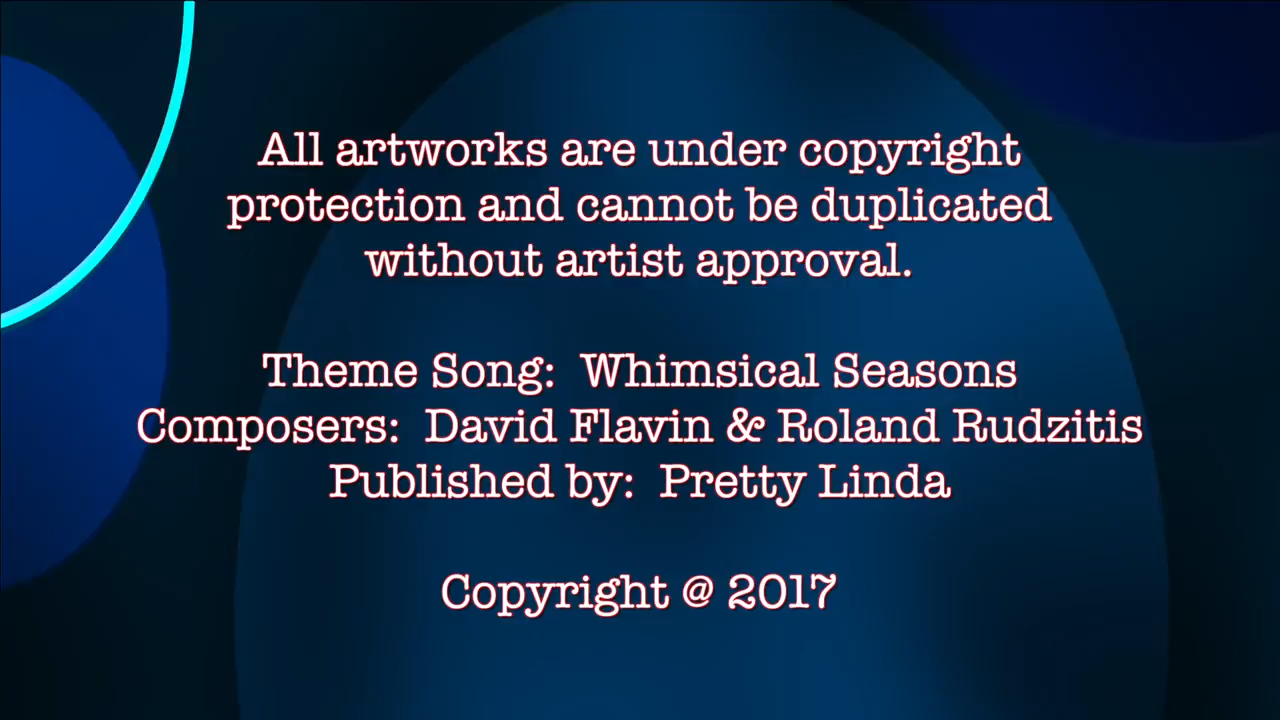 All artworks are under copyright
protection and cannot be duplicated
without artist approval.
Theme Song: Whimsical Seasons
Composers: David Flavin & Roland Rudzitis
Published by: Pretty Linda
Copyright @ 2017